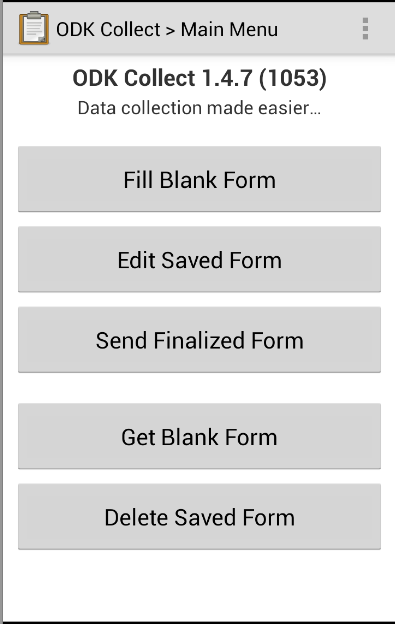 ODK Collect > Main Menu
ODK Collect 1.4.7 (1053)
Data collection made easier...
Fill Blank Form
Edit Saved Form
Send Finalized Form
Get Blank Form
Delete Saved Form